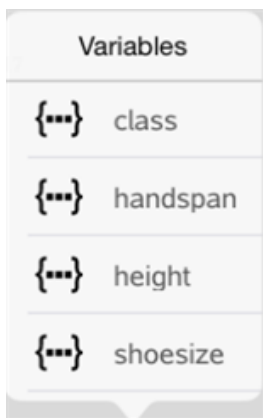 Variables
{···} class
{···} handspan
{···} height
{···} shoesize